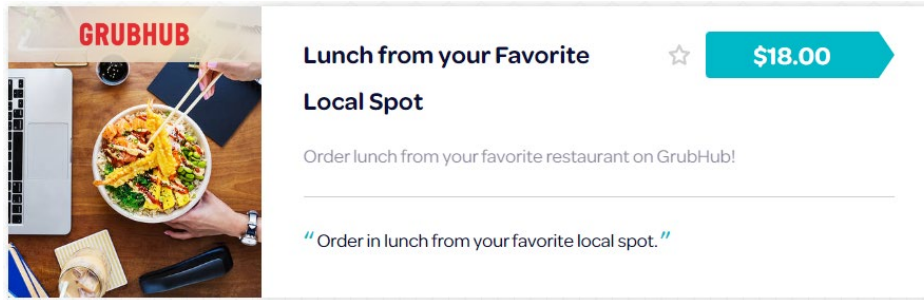 GRUBHUB
Lunch from your Favorite
Local Spot
$18.00
Order lunch from your favorite restaurant on GrubHub!
“Order in lunch from your favorite local spot.”